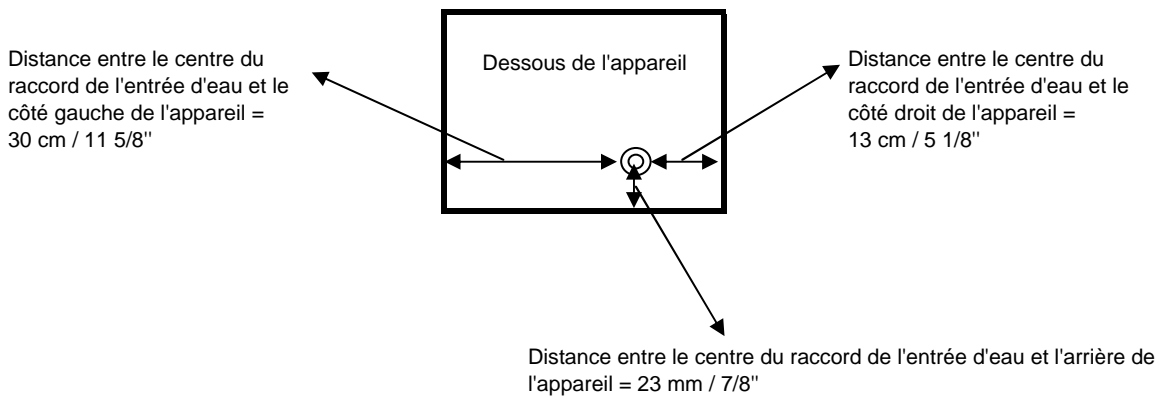 Distance entre le centre du
raccord de l'entrée d'eau et le
côté gauche de l'appareil =
30 cm / 11 5/8"
Dessous de l'appareil
Distance entre le centre du
raccord de l'entrée d'eau et le
côté droit de l'appareil =
13 cm / 5 1/8"
Distance entre le centre du raccord de l'entrée d'eau et l'arrière de
l'appareil = 23 mm / 7/8"